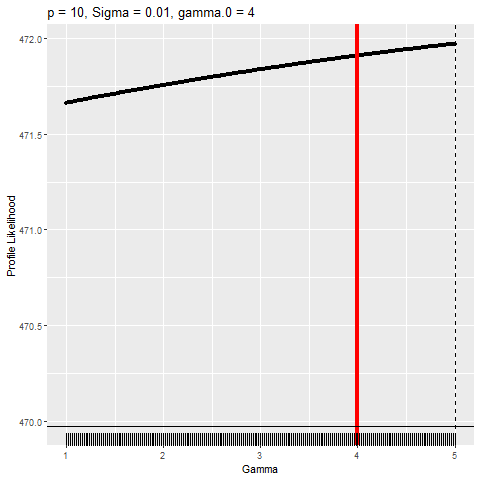 p = 10, Sigma = 0.01, gamma.0 = 4
472.0
471.5
471.0
470.5
470.0
Profile Likelihood
1 2 3 4 5
Gamma